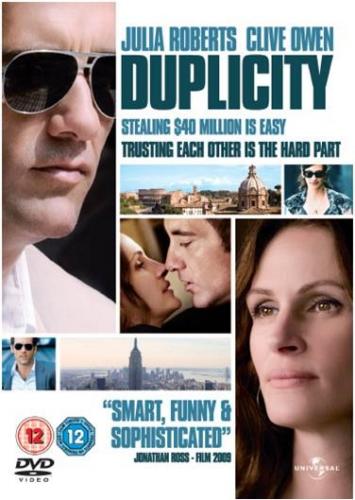 JULIA ROBERTS CLIVE OWEN
DUPLICITY
STEALING $40 MILLION IS EASY
TRUSTING EACH OTHER IS THE HARD PART
"SMART, FUNNY &
SOPHISTICATED"
JONATHAN ROSS - FILM 2009
12 12
DVD
VIDEO
UNIVERSAL